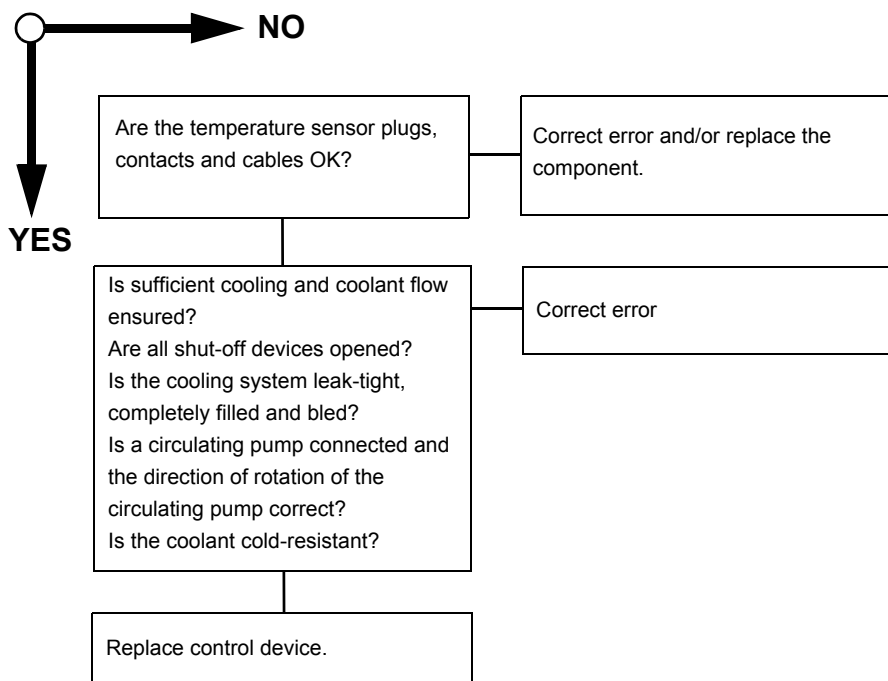 NO
YES
Are the temperature sensor plugs,
contacts and cables OK?
Correct error and/or replace the
component.
Is sufficient cooling and coolant flow
ensured?
Are all shut-off devices opened?
Is the cooling system leak-tight,
completely filled and bled?
Is a circulating pump connected and
the direction of rotation of the
circulating pump correct?
Is the coolant cold-resistant?
Correct error
Replace control device.